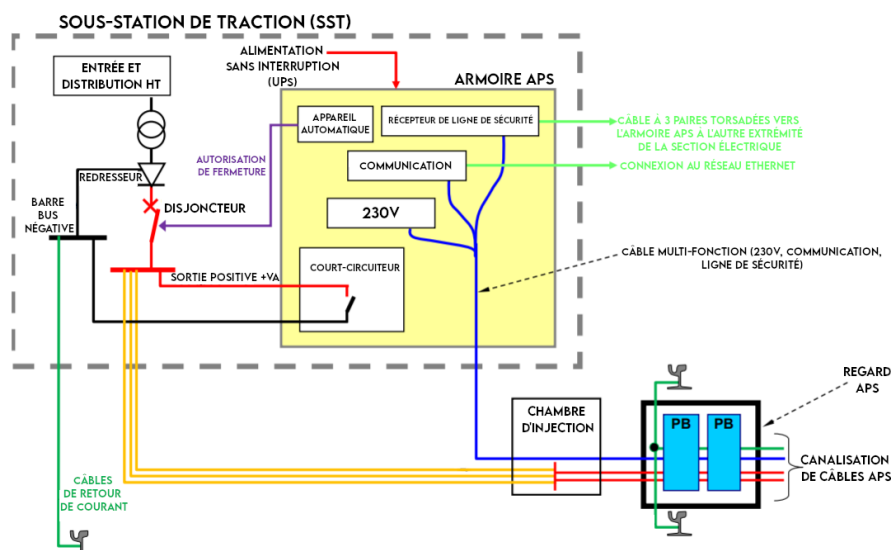 SOUS-STATION DE TRACTION (SST)
ENTRÉE ET
DISTRIBUTION HT
ALIMENTATION
SANS INTERRUPTION
(UPS)
ARMOIRE APS
APPAREIL
AUTOMATIQUE
RÉCEPTEUR DE LIGNE DE SÉCURITÉ
CÂBLE À 3 PAIRES TORSADÉES VERS
L'ARMOIRE APS À L'AUTRE EXTRÉMITÉ
DE LA SECTION ÉLECTRIQUE
COMMUNICATION
CONNEXION AU RÉSEAU ETHERNET
AUTORISATION
DE FERMETURE
REDRESSEUR
BARRE
BUS
NÉGATIVE
DISJONCTEUR
230V
CÂBLE MULTI-FONCTION (230V, COMMUNICATION,
LIGNE DE SÉCURITÉ)
COURT-CIRCUITEUR
SORTIE POSITIVE +VA
REGARD
APS
CHAMBRE
D'INJECTION
PB
PB
CANALISATION
DE CÂBLES APS
CÂBLES
DE RETOUR
DE COURANT